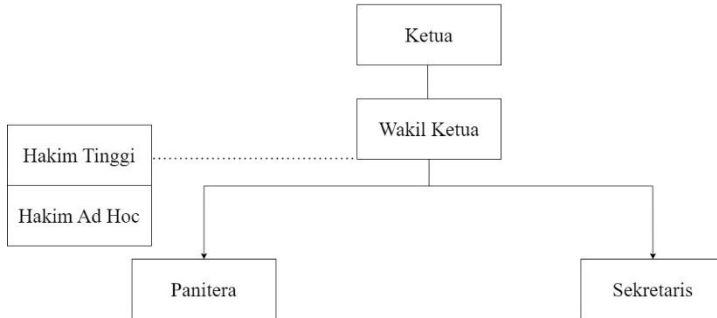 Ketua
Wakil Ketua
Hakim Tinggi
Hakim Ad Hoc
Panitera
Sekretaris